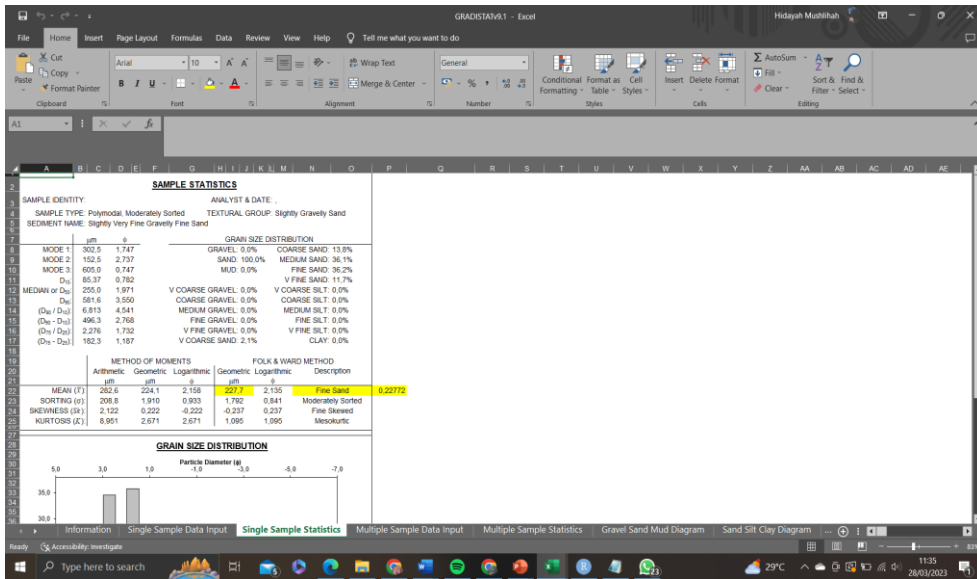 GRADISTATv9.1 - Excel
Hidayah Mushlihah
File Home Insert Page Layout Formulas Data Review View Help Tell me what you want to do
Cut
Copy
Format Painter
Paste
Arial 10
B I U
Wrap Text
Merge & Center
General
Conditional Formatting
Format as Table
Cell Styles
Insert Delete Format
AutoSum
Fill
Clear
Sort & Filter
Find & Select
Clipboard Font Alignment Number Styles Cells Editing
A1
fx
A B C D E F G H I J K L M N O P Q R S T U V W X Y Z AA AB AC AD AE
SAMPLE STATISTICS
SAMPLE IDENTITY: ANALYST & DATE: ,
SAMPLE TYPE: Polymodal, Moderately Sorted TEXTURAL GROUP: Slightly Gravelly Sand
SEDIMENT NAME: Slightly Very Fine Gravelly Fine Sand
µm ϕ GRAIN SIZE DISTRIBUTION
MODE 1: 302,5 1,747 GRAVEL: 0,0% COARSE SAND: 13,8%
MODE 2: 152,5 2,737 SAND: 100,0% MEDIUM SAND: 36,1%
MODE 3: 605,0 0,747 MUD: 0,0% FINE SAND: 36,2%
D10: 85,37 0,782 V FINE SAND: 11,7%
MEDIAN or D50: 255,0 1,971 V COARSE GRAVEL: 0,0% V COARSE SILT: 0,0%
D90: 581,6 3,550 COARSE GRAVEL: 0,0% COARSE SILT: 0,0%
(D90 / D10): 6,813 4,541 MEDIUM GRAVEL: 0,0% MEDIUM SILT: 0,0%
(D90 - D10): 496,3 2,768 FINE GRAVEL: 0,0% FINE SILT: 0,0%
(D75 / D25): 2,276 1,732 V FINE GRAVEL: 0,0% V FINE SILT: 0,0%
(D75 - D25): 182,3 1,187 V COARSE SAND: 2,1% CLAY: 0,0%
METHOD OF MOMENTS FOLK & WARD METHOD
Arithmetic Geometric Logarithmic Geometric Logarithmic Description
µm µm ϕ µm ϕ
MEAN (x̄): 282,6 224,1 2,158 227,7 2,135 Fine Sand 0,22772
SORTING (σ): 208,8 1,910 0,933 1,792 0,841 Moderately Sorted
SKEWNESS (Sk): 2,122 0,222 -0,222 -0,237 0,237 Fine Skewed
KURTOSIS (K): 8,951 2,671 2,671 1,095 1,095 Mesokurtic
GRAIN SIZE DISTRIBUTION
Particle Diameter (ϕ)
5,0 3,0 1,0 -1,0 -3,0 -5,0 -7,0
35,0
30,0
Information Single Sample Data Input Single Sample Statistics Multiple Sample Data Input Multiple Sample Statistics Gravel Sand Mud Diagram Sand Silt Clay Diagram ...
Ready Accessibility: Investigate
Type here to search
29°C
11:35
28/03/2023